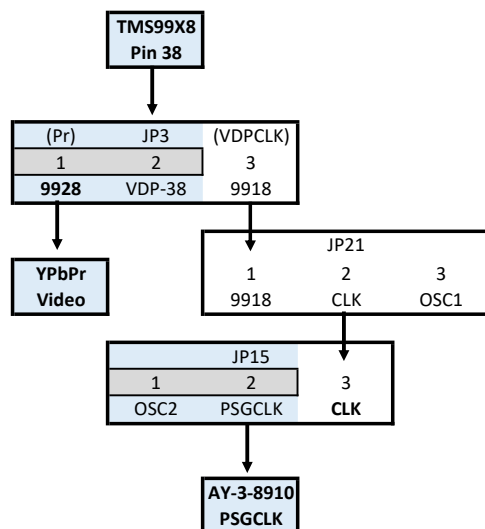 TMS99X8
Pin 38
(Pr) JP3 (VDPCLK)
1 2 3
9928 VDP-38 9918
YPbPr
Video
JP21
1 2 3
9918 CLK OSC1
JP15
1 2 3
OSC2 PSGCLK CLK
AY-3-8910
PSGCLK